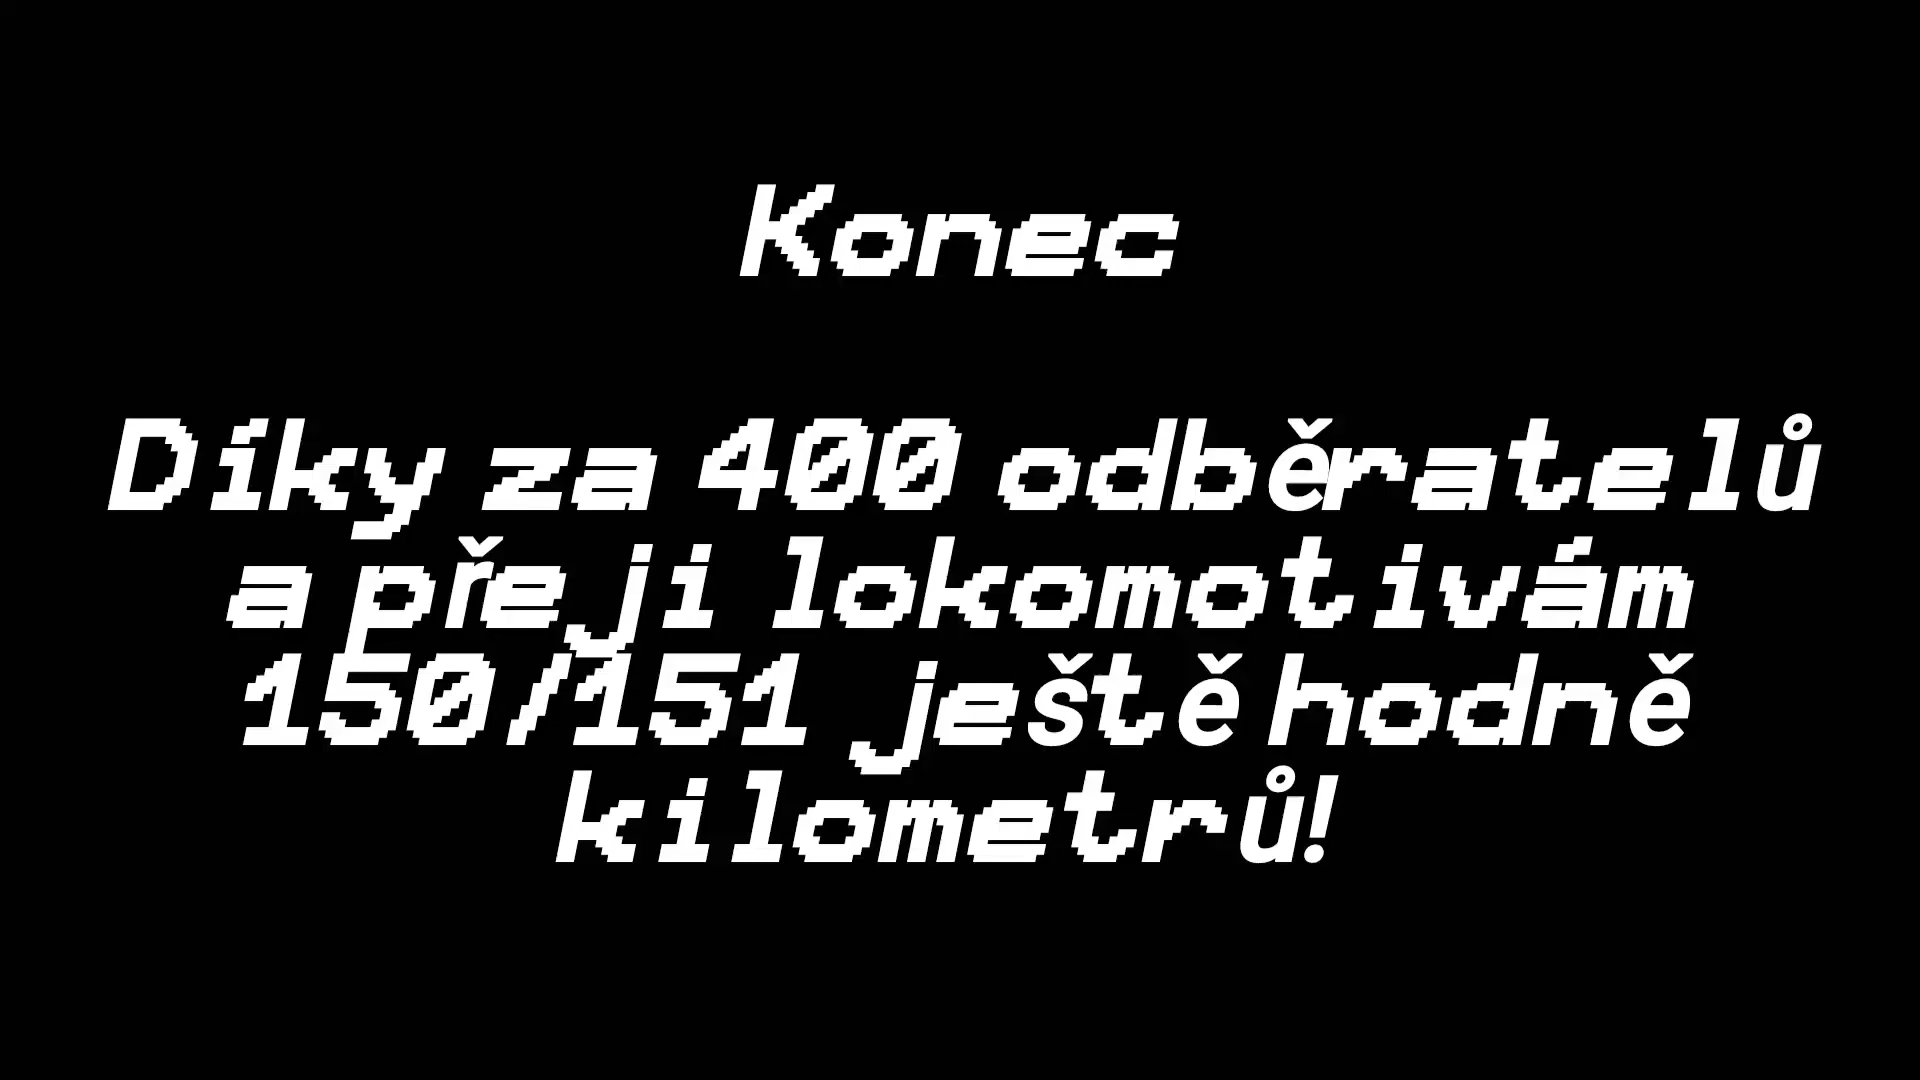 Konec
Díky za 400 odběratelů
a přeji lokomotivám
150/151 ještě hodně
kilometrů!